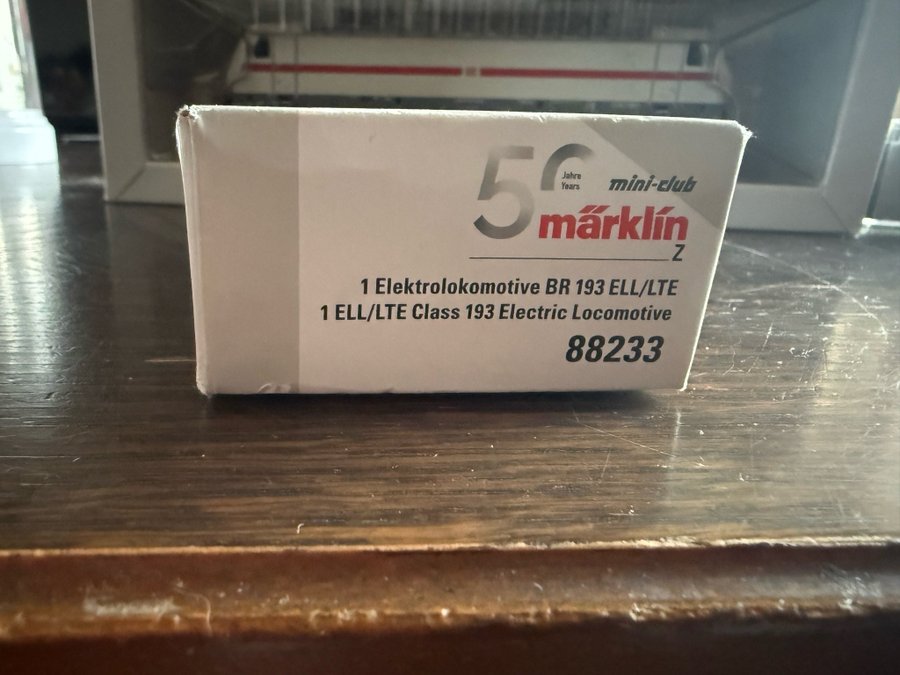 50
Jahre
Years
mini-club
märklin
Z
1 Elektrolokomotive BR 193 ELL/LTE
1 ELL/LTE Class 193 Electric Locomotive
88233